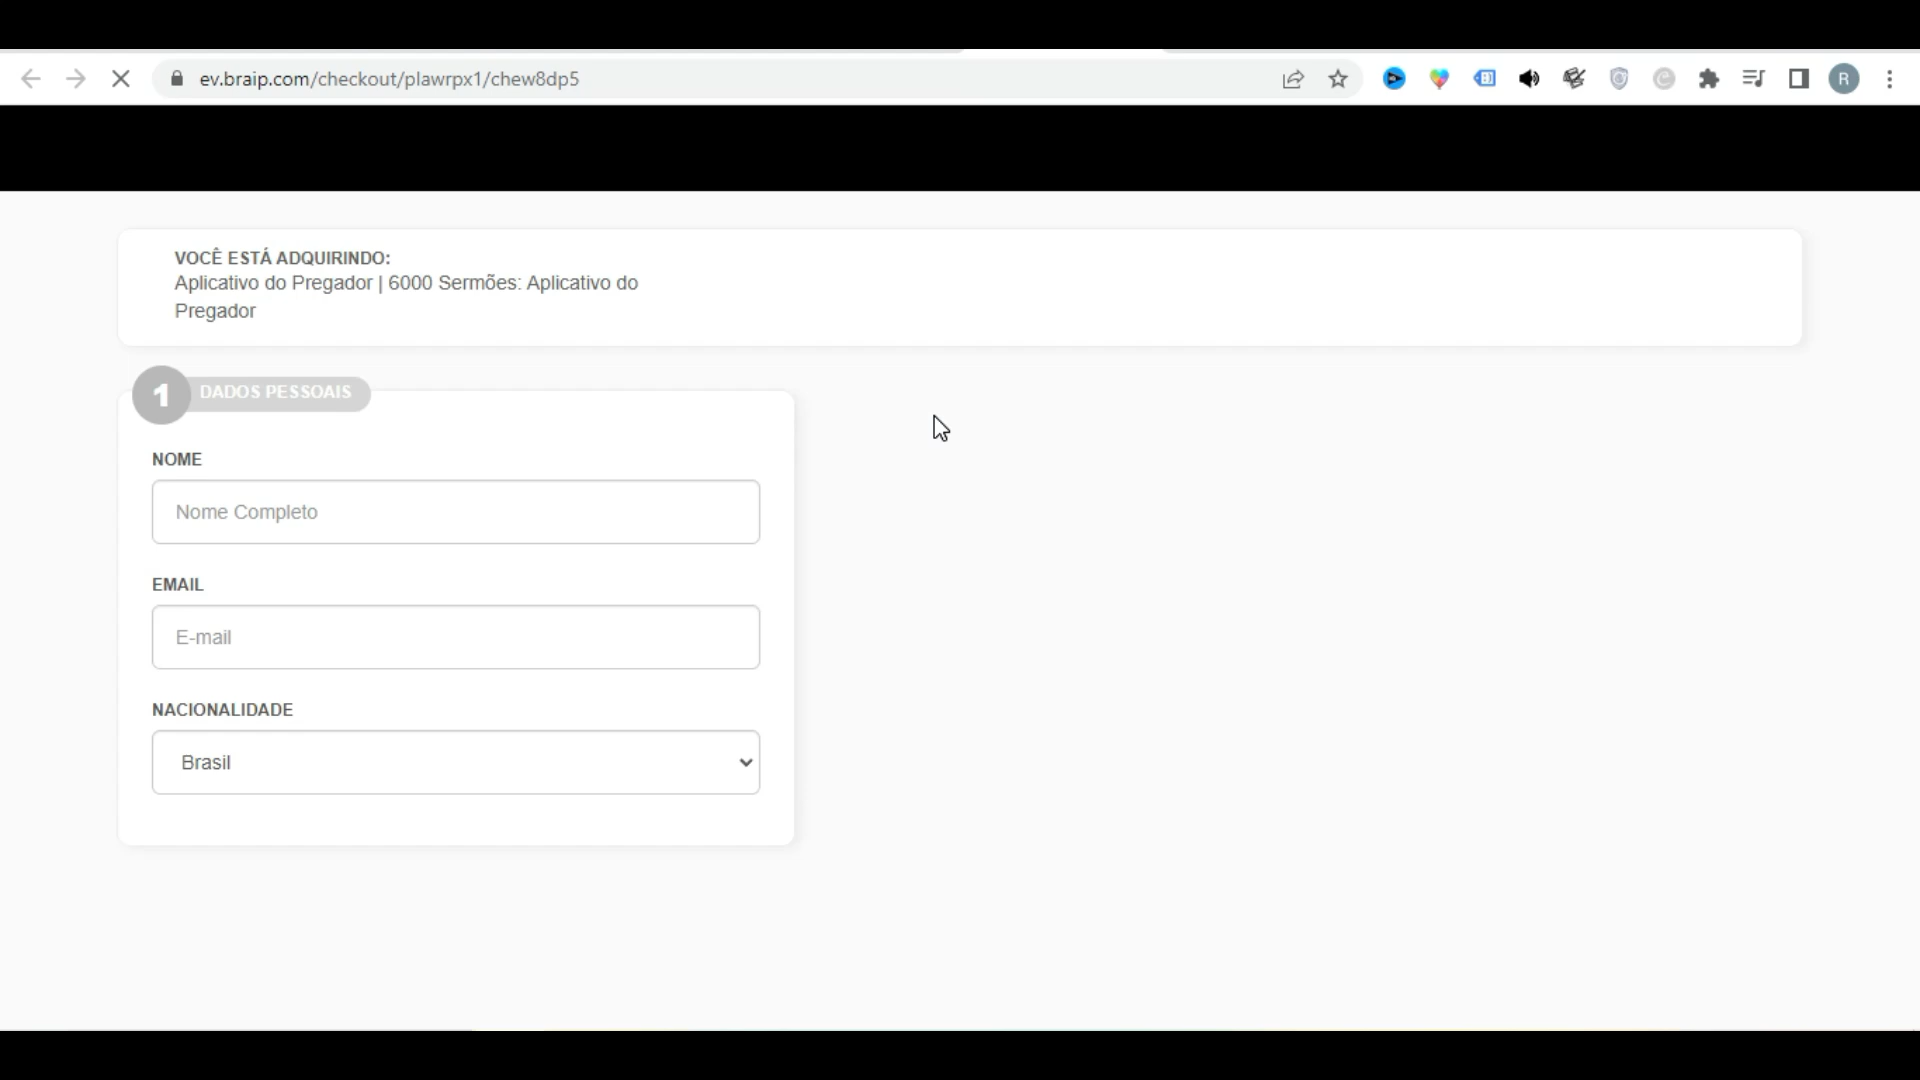 ev.braip.com/checkout/plawrpx1/chew8dp5
R
VOCÊ ESTÁ ADQUIRINDO:
Aplicativo do Pregador | 6000 Sermões: Aplicativo do
Pregador
1 DADOS PESSOAIS
NOME
Nome Completo
EMAIL
E-mail
NACIONALIDADE
Brasil